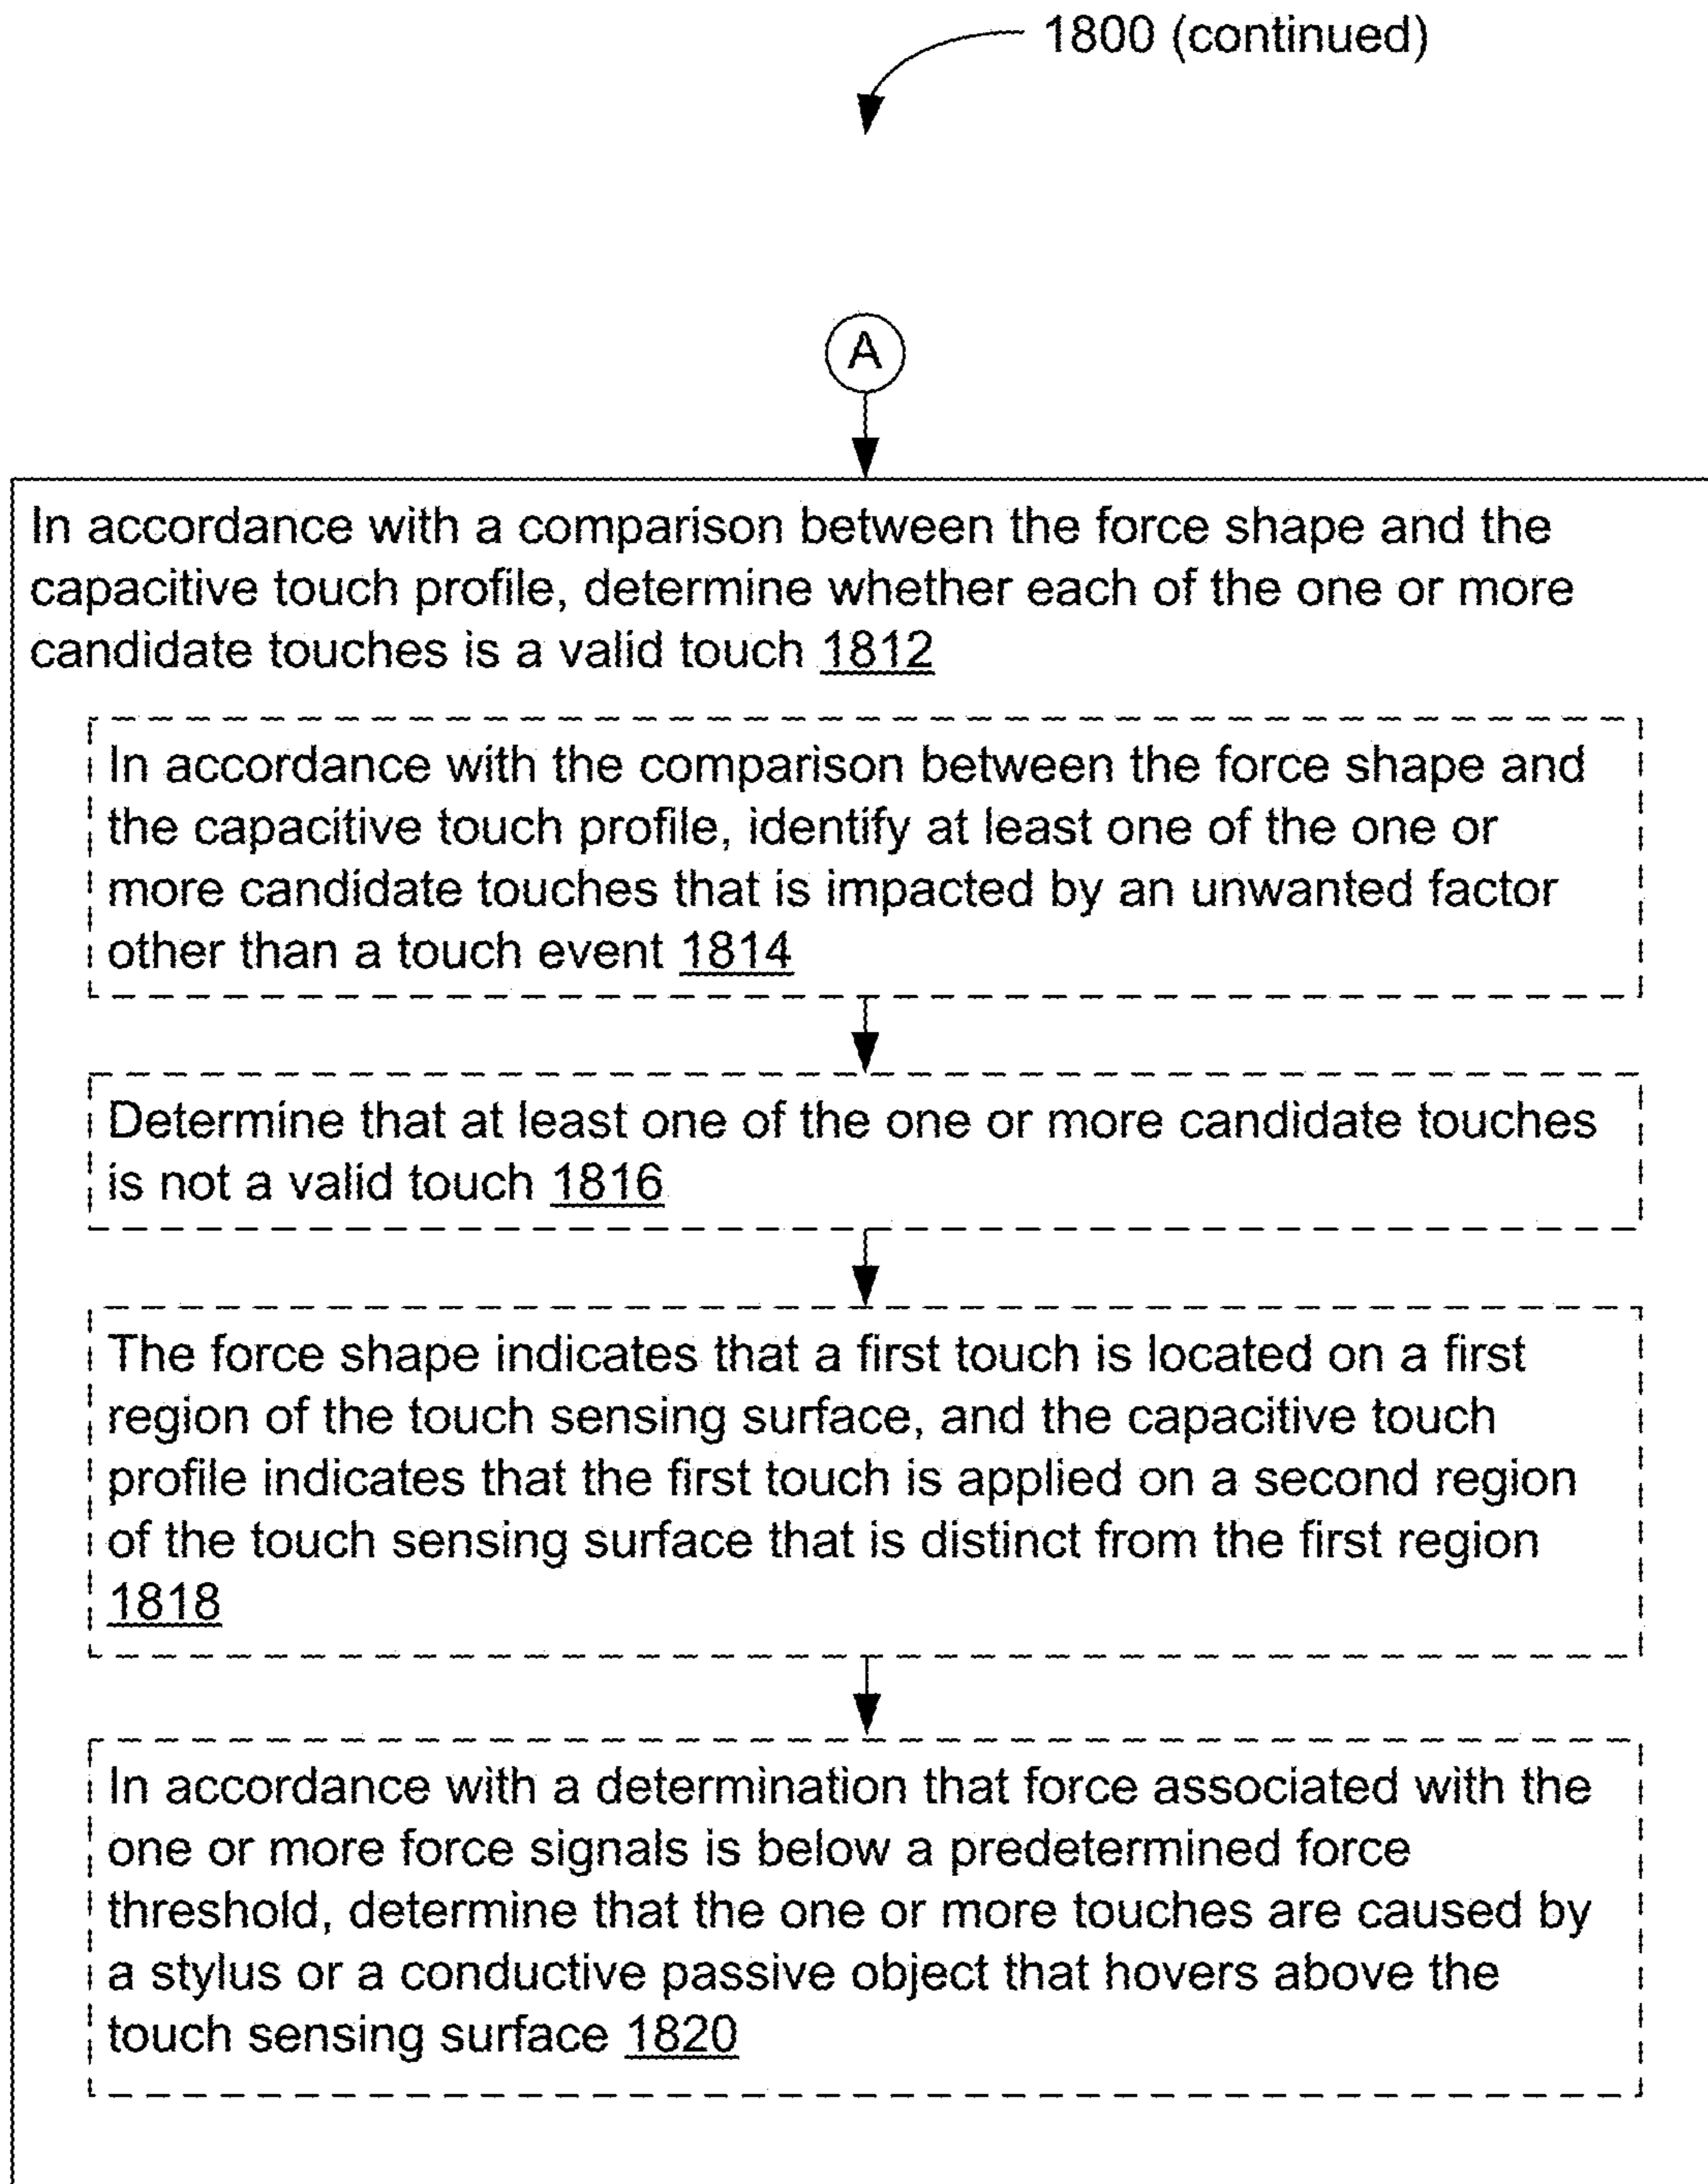 1800 (continued)
A
In accordance with a comparison between the force shape and the
capacitive touch profile, determine whether each of the one or more
candidate touches is a valid touch 1812
In accordance with the comparison between the force shape and
the capacitive touch profile, identify at least one of the one or
more candidate touches that is impacted by an unwanted factor
other than a touch event 1814
Determine that at least one of the one or more candidate touches
is not a valid touch 1816
The force shape indicates that a first touch is located on a first
region of the touch sensing surface, and the capacitive touch
profile indicates that the first touch is applied on a second region
of the touch sensing surface that is distinct from the first region
1818
In accordance with a determination that force associated with the
one or more force signals is below a predetermined force
threshold, determine that the one or more touches are caused by
a stylus or a conductive passive object that hovers above the
touch sensing surface 1820